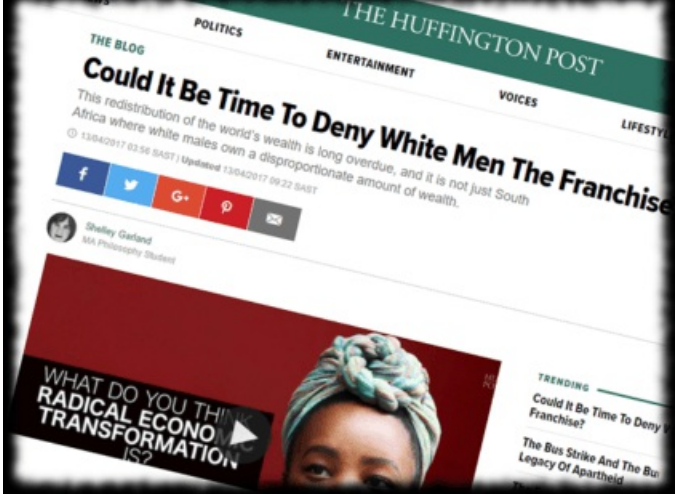 THE HUFFINGTON POST
POLITICS
ENTERTAINMENT
VOICES
THE BLOG
Could It Be Time To Deny White Men The Franchise
This redistribution of the world's wealth is long overdue, and it is not just South
Africa where white males own a disproportionate amount of wealth.
13/04/2017 03:56 SAST | Updated 13/04/2017 09:22 SAST
f
G+
Shelley Garland
MA Philosophy Student
WHAT DO YOU THINK
RADICAL ECONOMIC
TRANSFORMATION
IS?
TRENDING
Could It Be Time To Deny W
Franchise?
The Bus Strike And The Bu
Legacy Of Apartheid